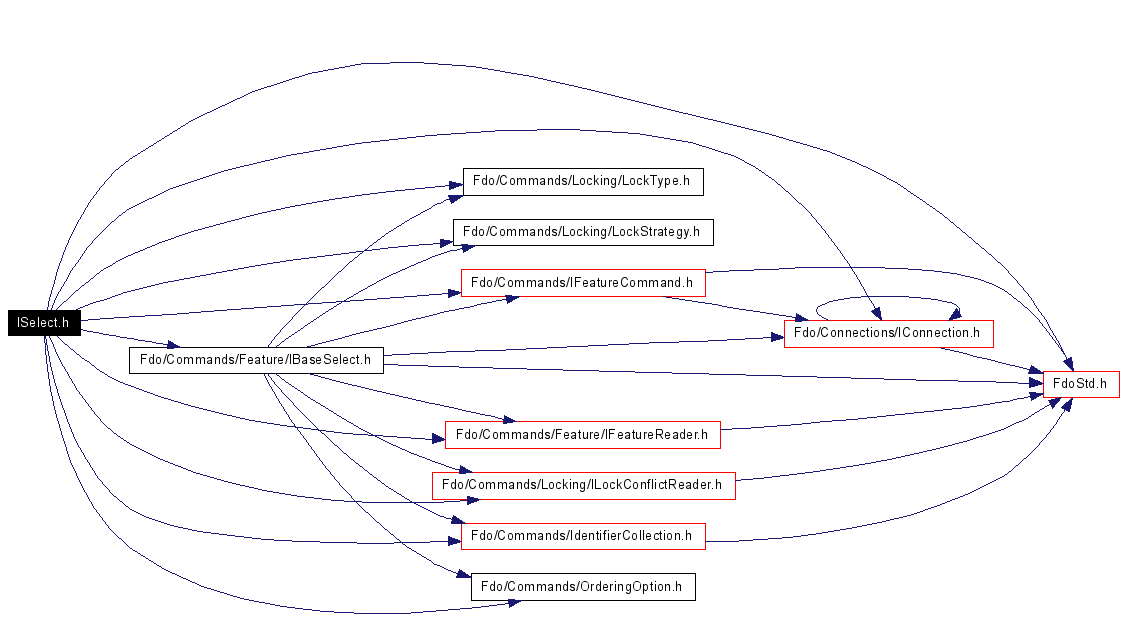 Fdo/Commands/Locking/LockType.h
Fdo/Commands/Locking/LockStrategy.h
Fdo/Commands/IFeatureCommand.h
ISelect.h
Fdo/Connections/IConnection.h
Fdo/Commands/Feature/IBaseSelect.h
FdoStd.h
Fdo/Commands/Feature/IFeatureReader.h
Fdo/Commands/Locking/ILockConflictReader.h
Fdo/Commands/IdentifierCollection.h
Fdo/Commands/OrderingOption.h